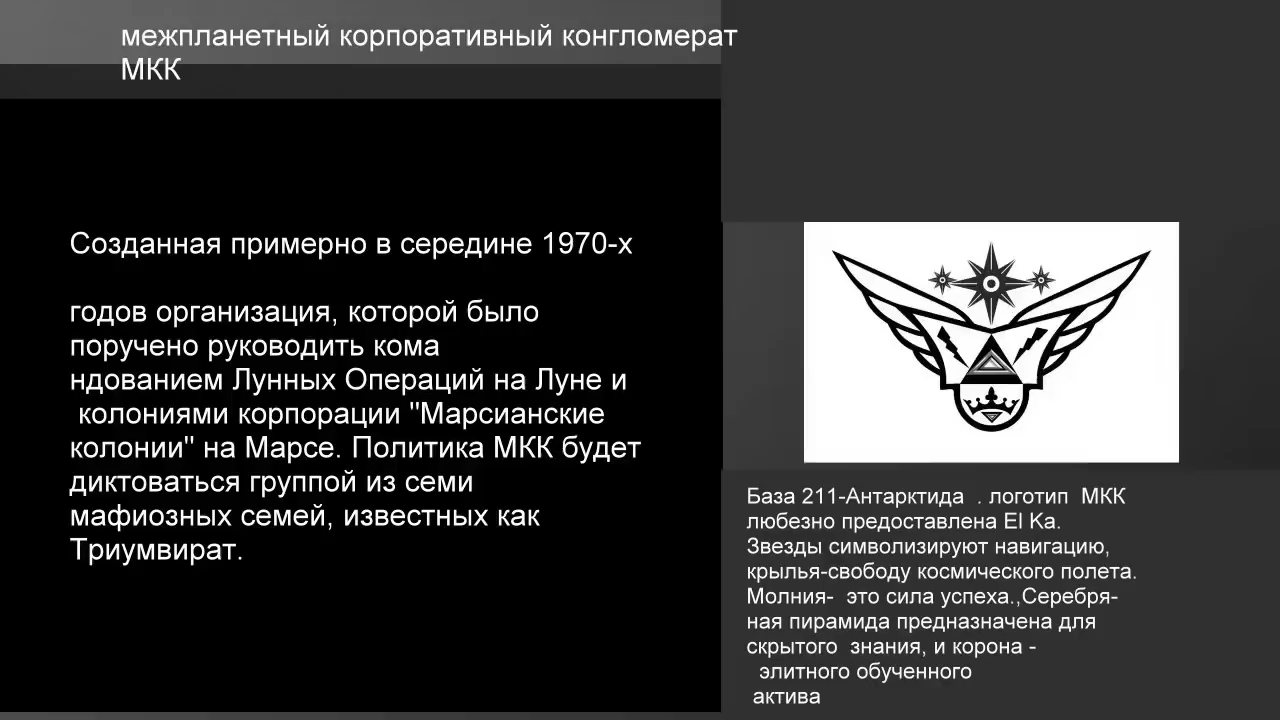 межпланетный корпоративный конгломерат
МКК
Созданная примерно в середине 1970-х
годов организация, которой было
поручено руководить кома
ндованием Лунных Операций на Луне и
колониями корпорации "Марсианские
колонии" на Марсе. Политика МКК будет
диктоваться группой из семи
мафиозных семей, известных как
Триумвират.
База 211-Антарктида . логотип МКК
любезно предоставлена El Ka.
Звезды символизируют навигацию,
крылья-свободу космического полета.
Молния- это сила успеха.,Серебря-
ная пирамида предназначена для
скрытого знания, и корона -
элитного обученного
актива